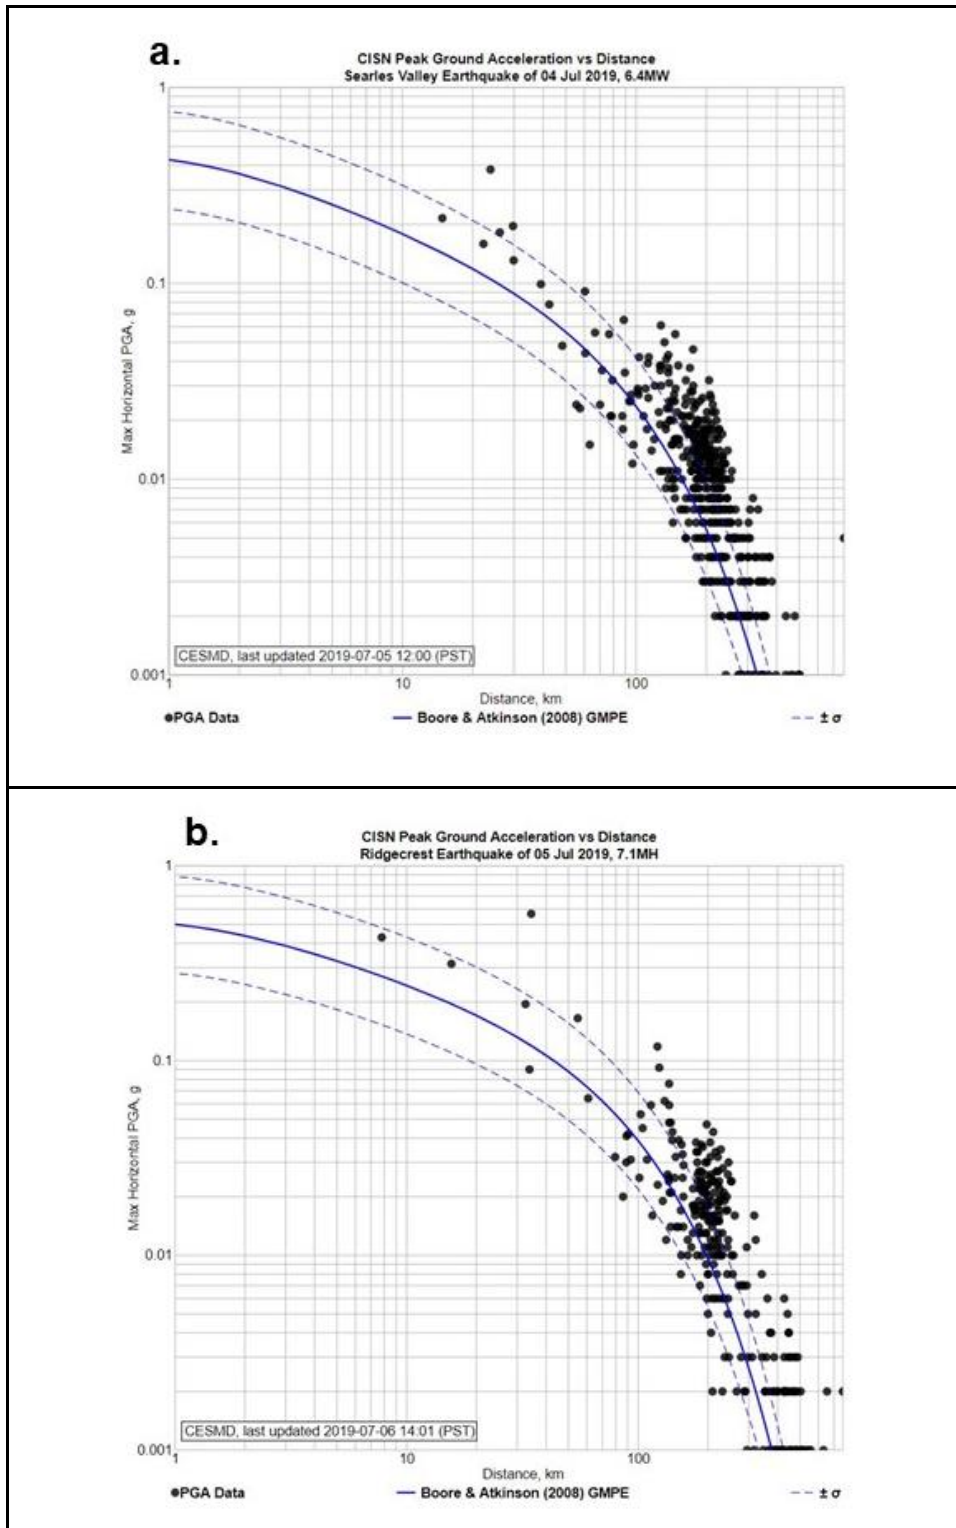 a.
CISN Peak Ground Acceleration vs Distance
Searles Valley Earthquake of 04 Jul 2019, 6.4MW
1
0.1
0.01
0.001
Max Horizontal PGA, g
CESMD, last updated 2019-07-05 12:00 (PST)
1 10 100
Distance, km
PGA Data Boore & Atkinson (2008) GMPE ± σ
b.
CISN Peak Ground Acceleration vs Distance
Ridgecrest Earthquake of 05 Jul 2019, 7.1MH
1
0.1
0.01
0.001
Max Horizontal PGA, g
CESMD, last updated 2019-07-06 14:01 (PST)
1 10 100
Distance, km
PGA Data Boore & Atkinson (2008) GMPE ± σ